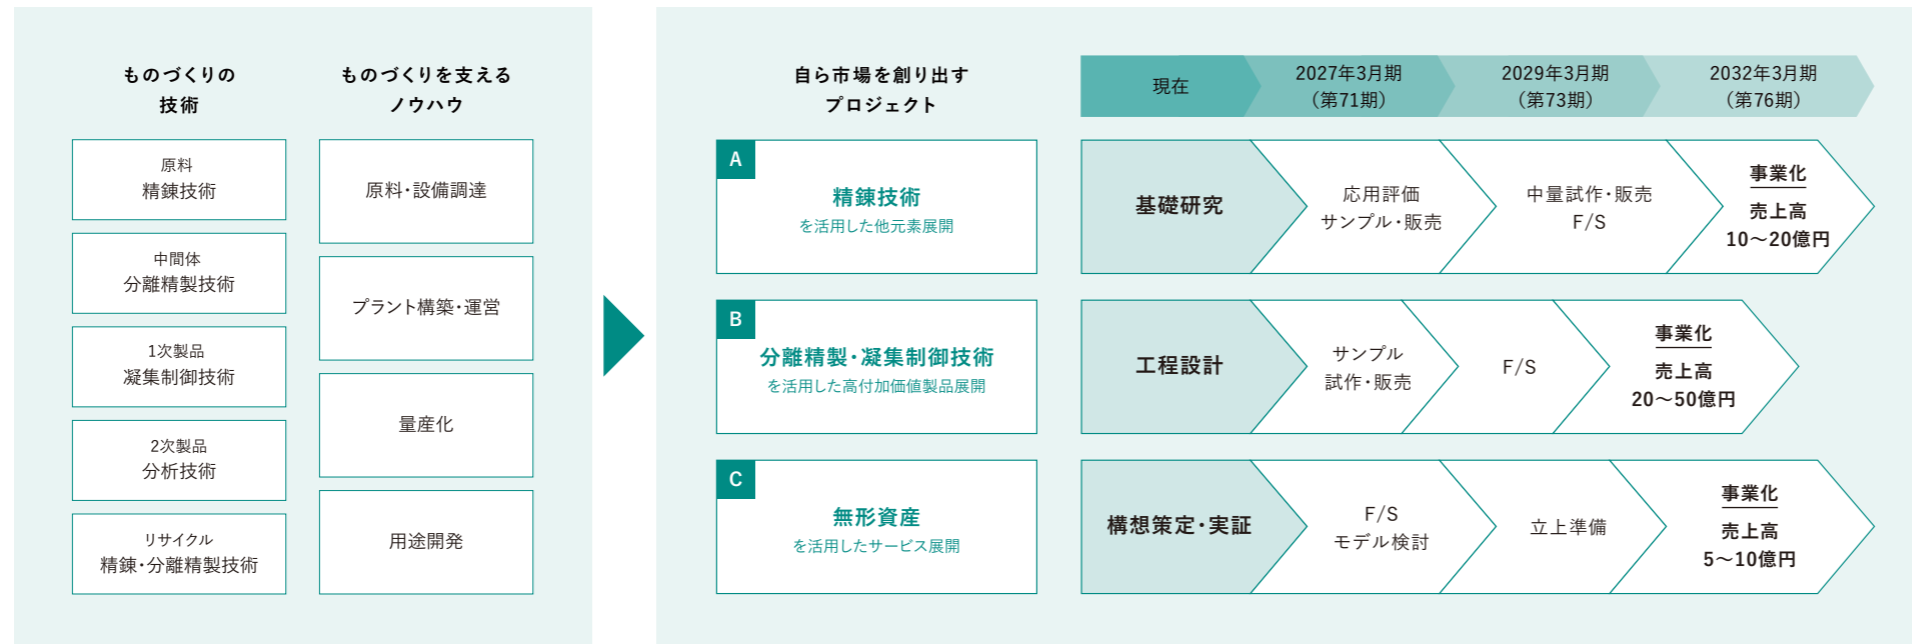 ものづくりの
技術
原料
精錬技術
中間体
分離精製技術
1次製品
凝集制御技術
2次製品
分析技術
リサイクル
精錬・分離精製技術
ものづくりを支える
ノウハウ
原料・設備調達
プラント構築・運営
量産化
用途開発
自ら市場を創り出す
プロジェクト
現在
2027年3月期
（第71期）
2029年3月期
（第73期）
2032年3月期
（第76期）
A
精錬技術
を活用した他元素展開
基礎研究
応用評価
サンプル・販売
中量試作・販売
F/S
事業化
売上高
10〜20億円
B
分離精製・凝集制御技術
を活用した高付加価値製品展開
工程設計
サンプル
試作・販売
F/S
事業化
売上高
20〜50億円
C
無形資産
を活用したサービス展開
構想策定・実証
F/S
モデル検討
立上準備
事業化
売上高
5〜10億円